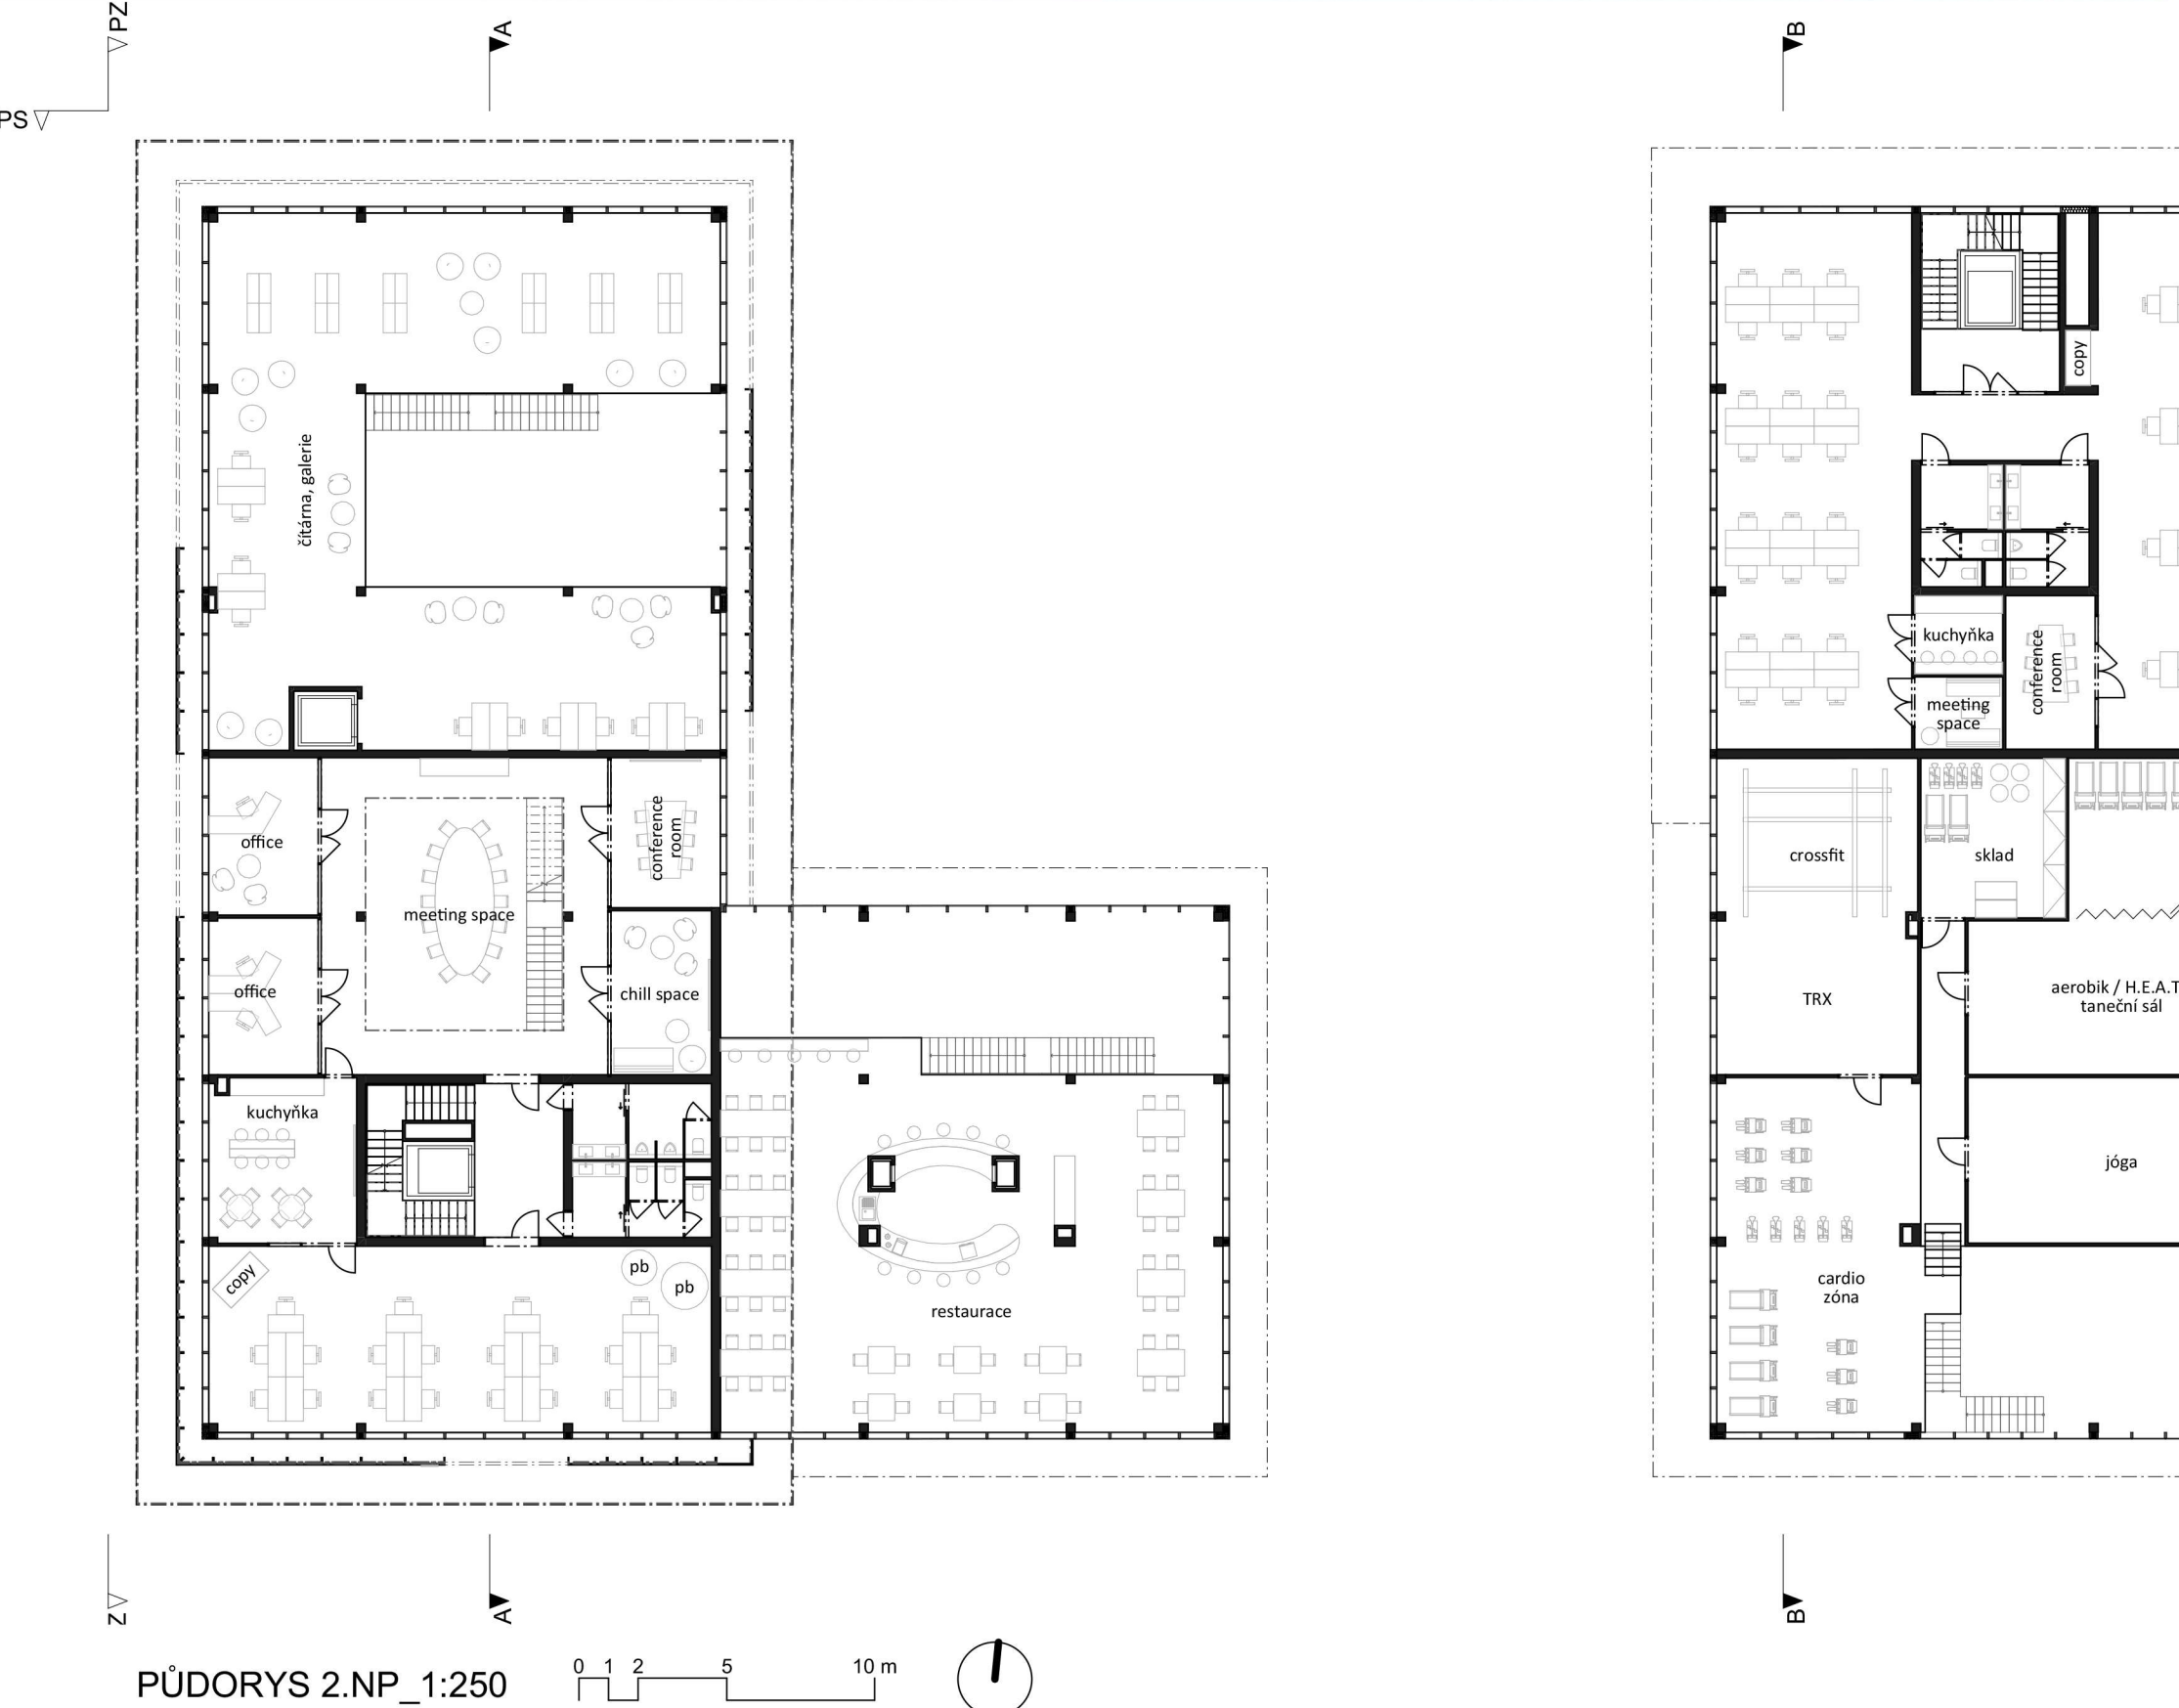 PZ
PS
A
B
čítárna, galerie
office
meeting space
conference
room
office
chill space
kuchyňka
copy
pb
pb
restaurace
copy
kuchyňka
meeting
space
conference
room
crossfit
sklad
TRX
aerobik / H.E.A.T
taneční sál
jóga
cardio
zóna
Z
A
B
PŮDORYS 2.NP_1:250
0 1 2 5 10 m